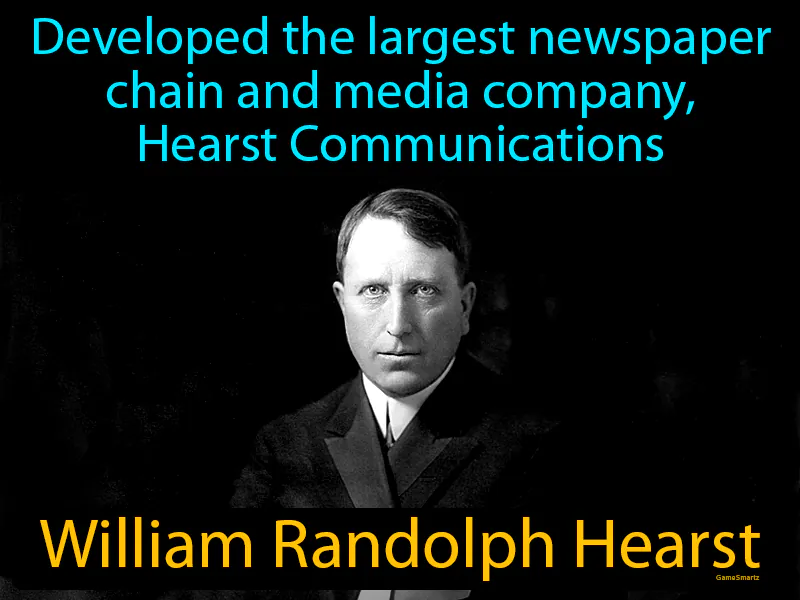 Developed the largest newspaper
chain and media company,
Hearst Communications
William Randolph Hearst
GameSmartz